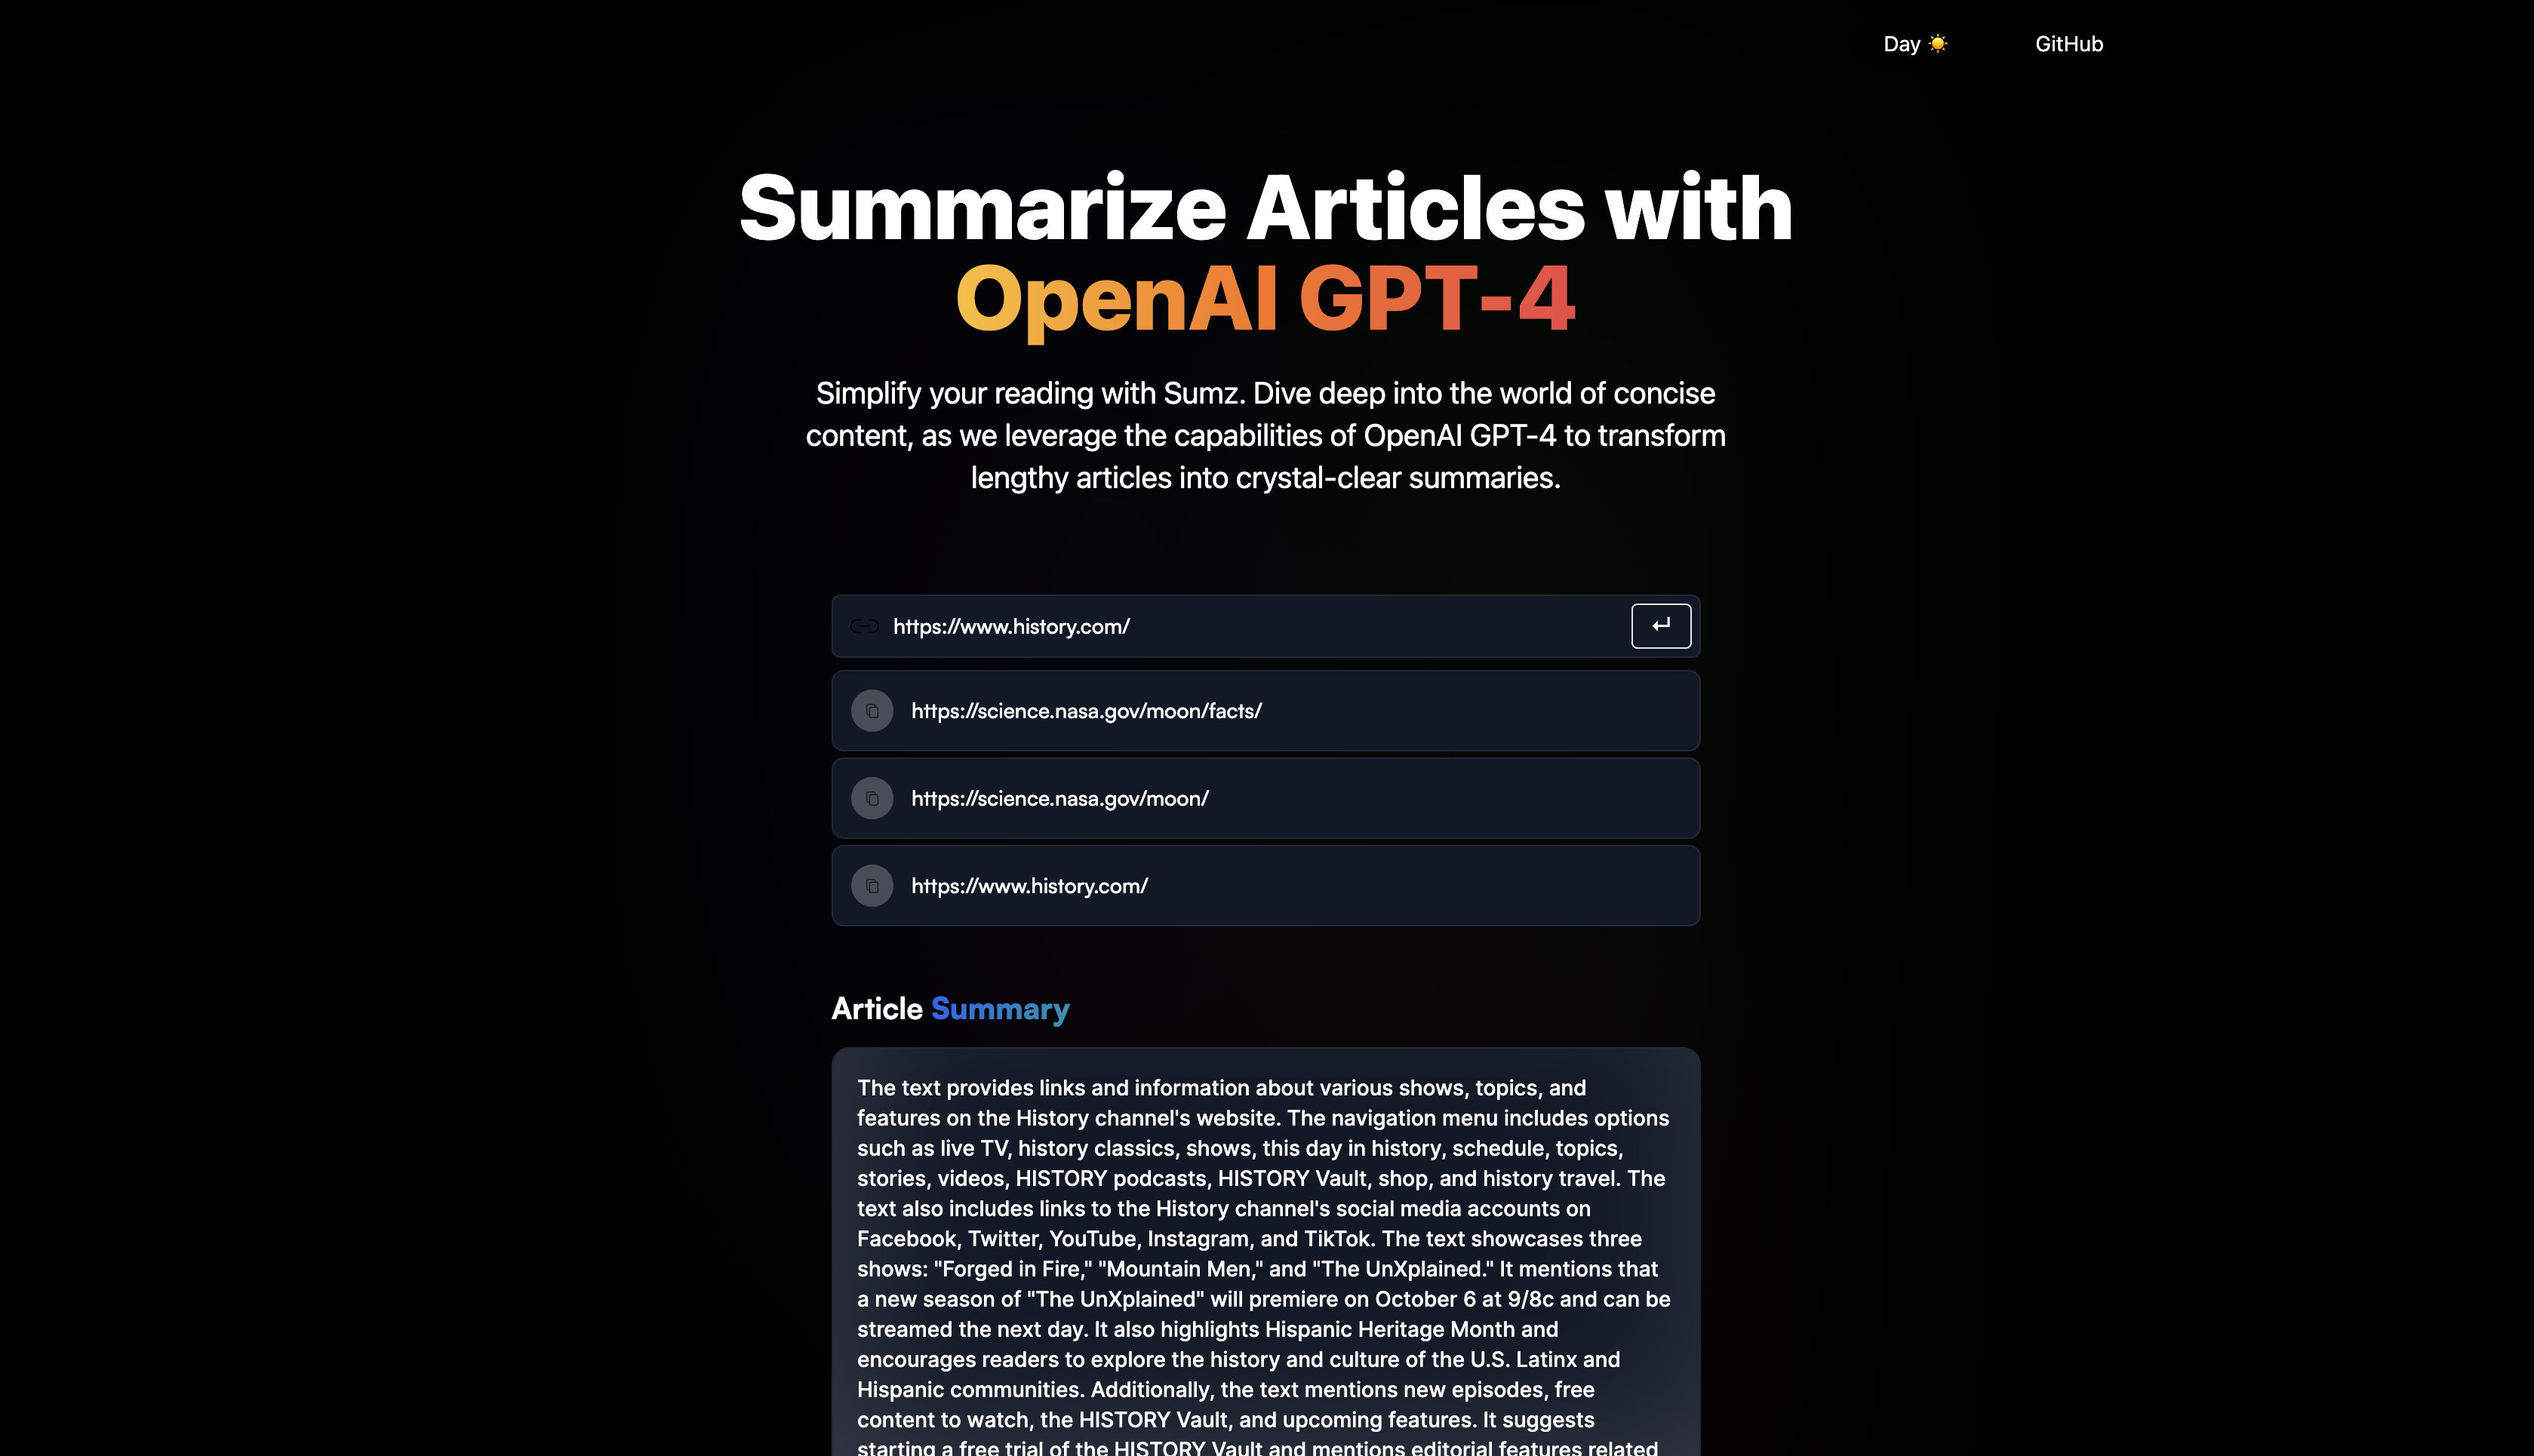 Day ☀️
GitHub
Summarize Articles with
OpenAI GPT-4
Simplify your reading with Sumz. Dive deep into the world of concise
content, as we leverage the capabilities of OpenAI GPT-4 to transform
lengthy articles into crystal-clear summaries.
https://www.history.com/
https://science.nasa.gov/moon/facts/
https://science.nasa.gov/moon/
https://www.history.com/
Article Summary
The text provides links and information about various shows, topics, and
features on the History channel's website. The navigation menu includes options
such as live TV, history classics, shows, this day in history, schedule, topics,
stories, videos, HISTORY podcasts, HISTORY Vault, shop, and history travel. The
text also includes links to the History channel's social media accounts on
Facebook, Twitter, YouTube, Instagram, and TikTok. The text showcases three
shows: "Forged in Fire," "Mountain Men," and "The UnXplained." It mentions that
a new season of "The UnXplained" will premiere on October 6 at 9/8c and can be
streamed the next day. It also highlights Hispanic Heritage Month and
encourages readers to explore the history and culture of the U.S. Latinx and
Hispanic communities. Additionally, the text mentions new episodes, free
content to watch, the HISTORY Vault, and upcoming features. It suggests
starting a free trial of the HISTORY Vault and mentions editorial features related